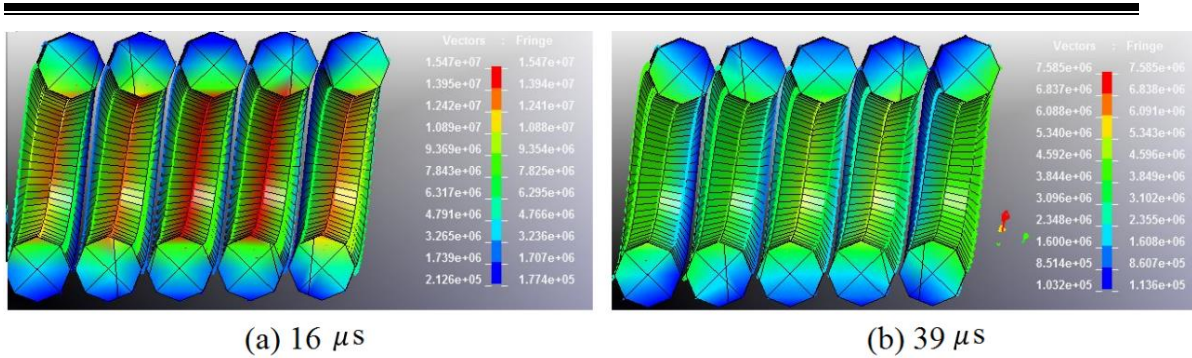 Vectors : Fringe
1.547e+07 1.547e+07
1.395e+07 1.394e+07
1.242e+07 1.241e+07
1.089e+07 1.088e+07
9.369e+06 9.354e+06
7.843e+06 7.825e+06
6.317e+06 6.295e+06
4.791e+06 4.766e+06
3.265e+06 3.236e+06
1.739e+06 1.707e+06
2.126e+05 1.774e+05
(a) 16 μs
Vectors : Fringe
7.585e+06 7.585e+06
6.837e+06 6.838e+06
6.088e+06 6.091e+06
5.340e+06 5.343e+06
4.592e+06 4.596e+06
3.844e+06 3.849e+06
3.096e+06 3.102e+06
2.348e+06 2.355e+06
1.600e+06 1.608e+06
8.514e+05 8.607e+05
1.032e+05 1.136e+05
(b) 39 μs